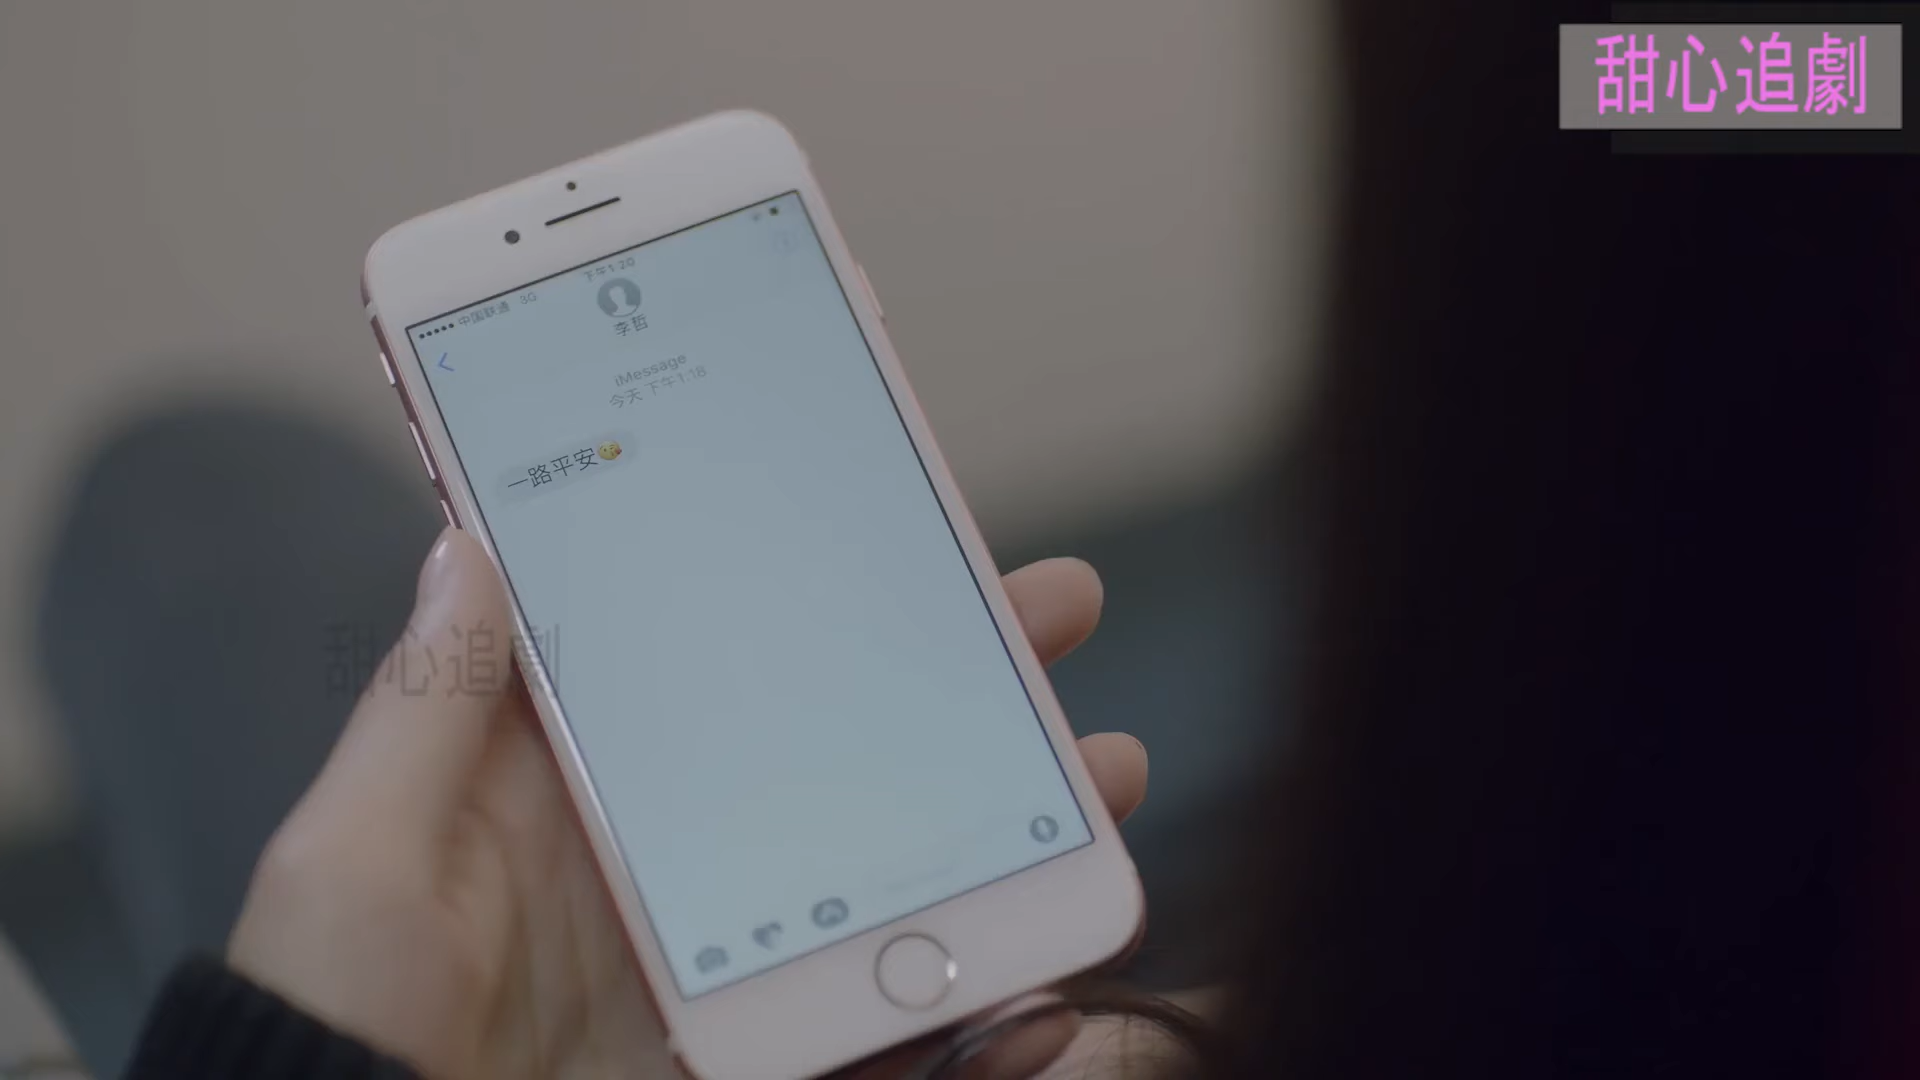 甜心追劇
下午1:20
中国联通 3G
李哲
iMessage
今天 下午1:18
一路平安😘
甜心追劇